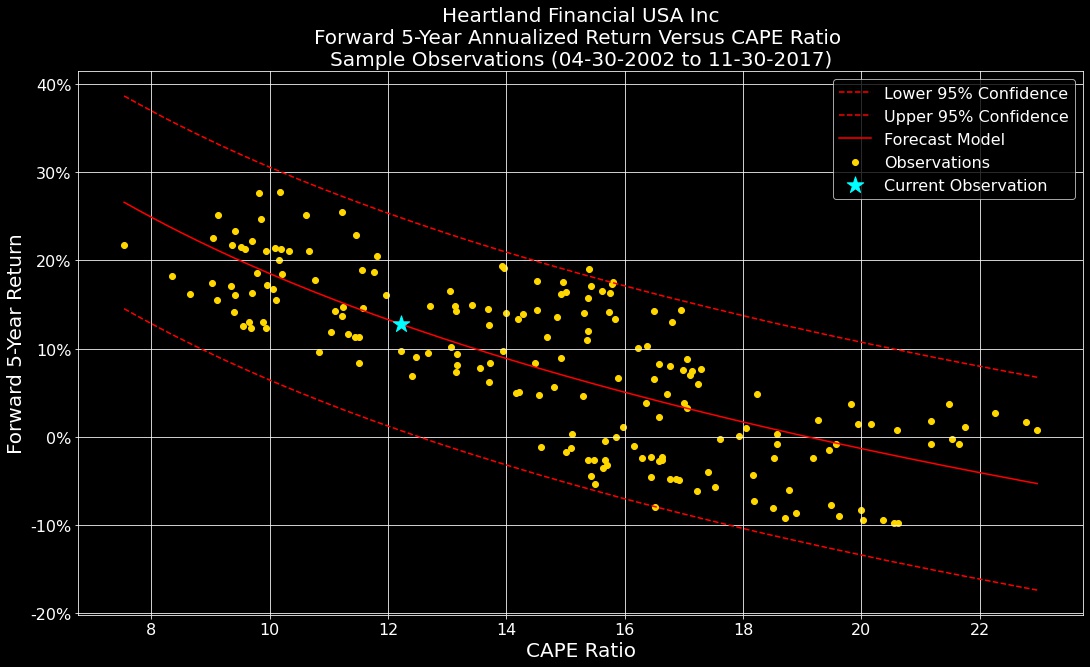 Heartland Financial USA Inc
Forward 5-Year Annualized Return Versus CAPE Ratio
Sample Observations (04-30-2002 to 11-30-2017)
Lower 95% Confidence
Upper 95% Confidence
Forecast Model
Observations
Current Observation
Forward 5-Year Return
40%
30%
20%
10%
0%
-10%
-20%
8 10 12 14 16 18 20 22
CAPE Ratio